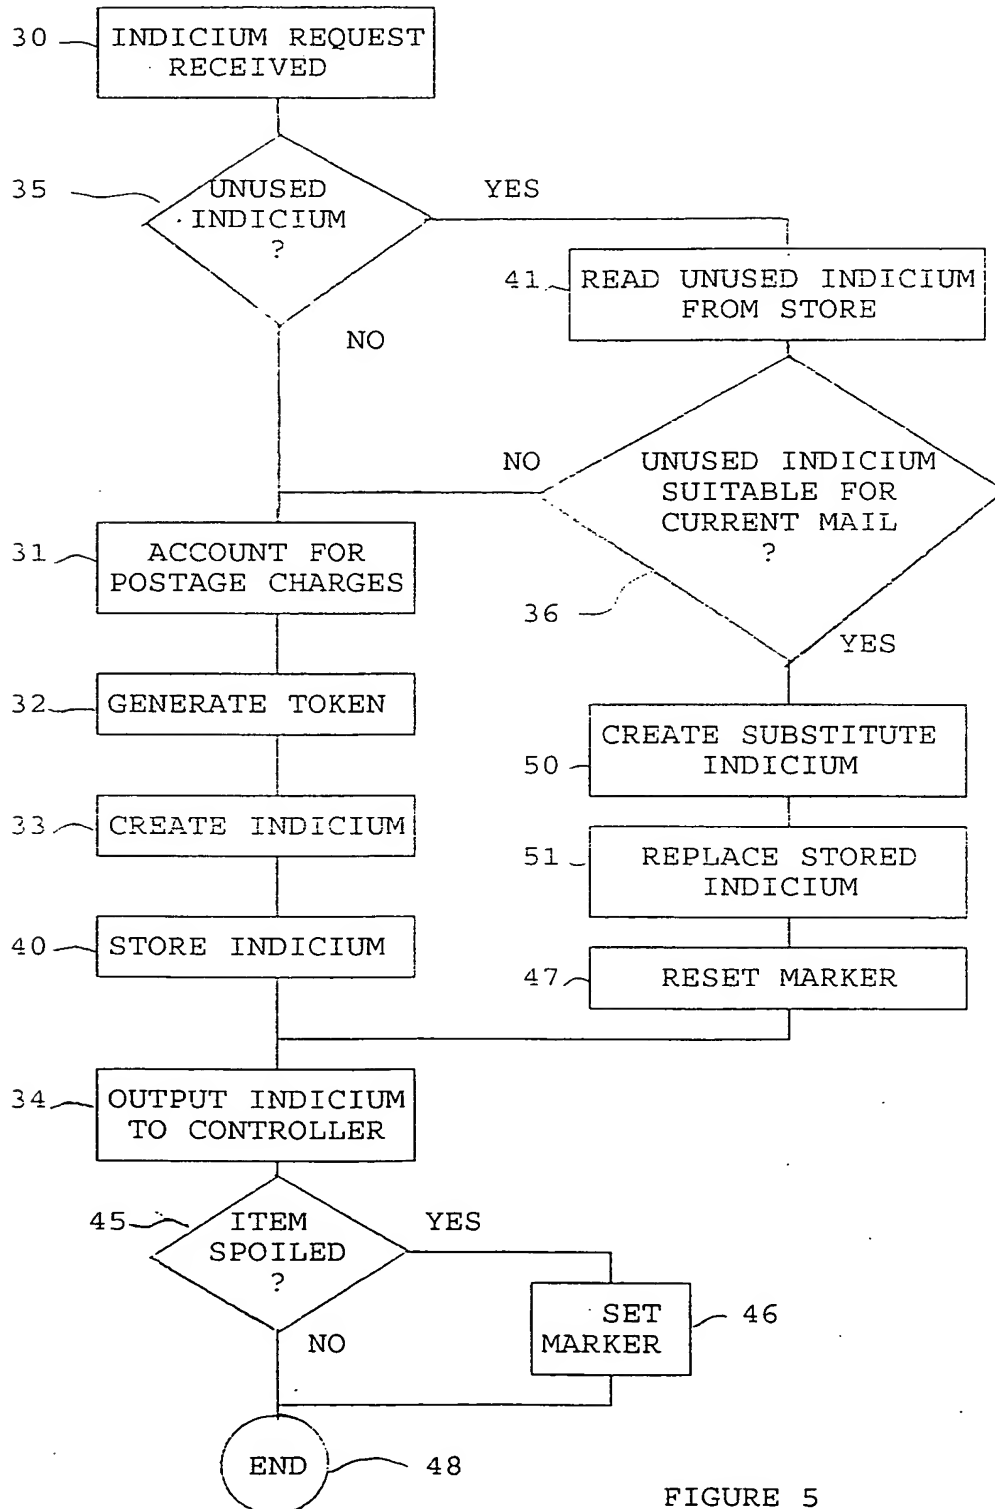 30
INDICIUM REQUEST
RECEIVED
35
UNUSED
INDICIUM
?
YES
NO
41
READ UNUSED INDICIUM
FROM STORE
NO
UNUSED INDICIUM
SUITABLE FOR
CURRENT MAIL
?
36
YES
31
ACCOUNT FOR
POSTAGE CHARGES
32
GENERATE TOKEN
33
CREATE INDICIUM
40
STORE INDICIUM
50
CREATE SUBSTITUTE
INDICIUM
51
REPLACE STORED
INDICIUM
47
RESET MARKER
34
OUTPUT INDICIUM
TO CONTROLLER
45
ITEM
SPOILED
?
YES
NO
SET
MARKER
46
END
48
FIGURE 5